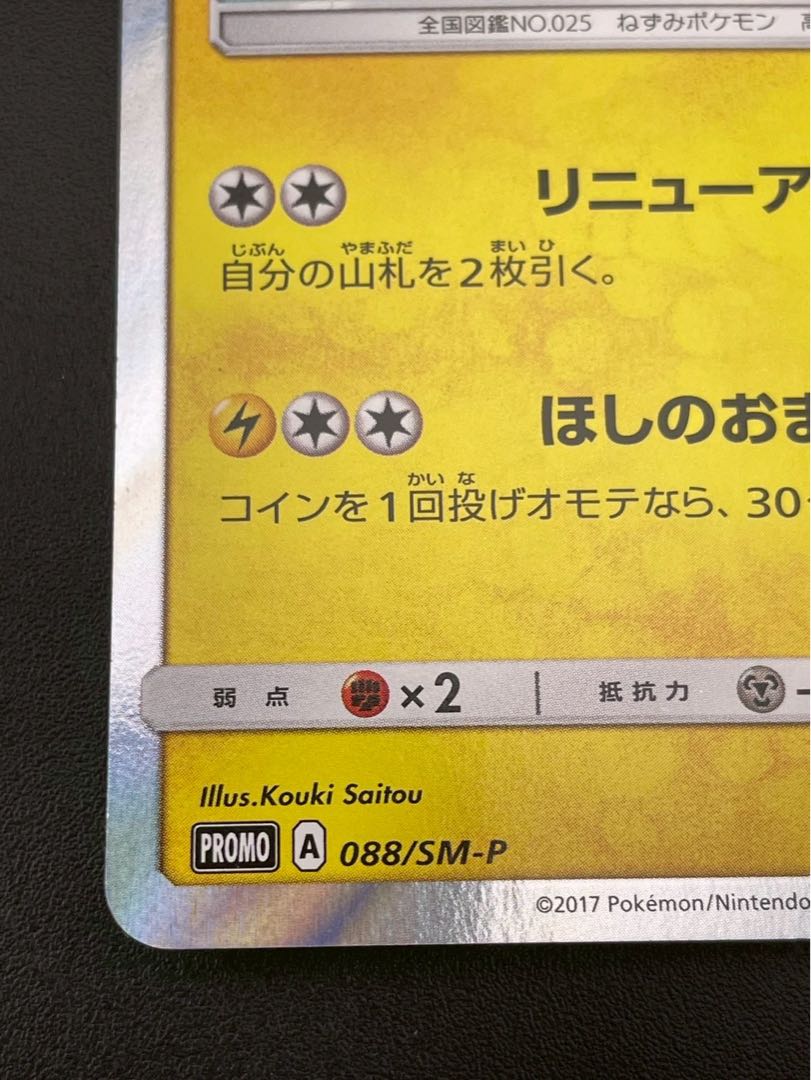 全国図鑑NO.025 ねずみポケモン
リニューア
じぶん やまふだ まい ひ
自分の山札を2枚引く。
ほしのおま
かい な
コインを1回投げオモテなら、30
弱点 ×2 抵抗力
Illus.Kouki Saitou
PROMO A 088/SM-P
©2017 Pokémon/Nintendo